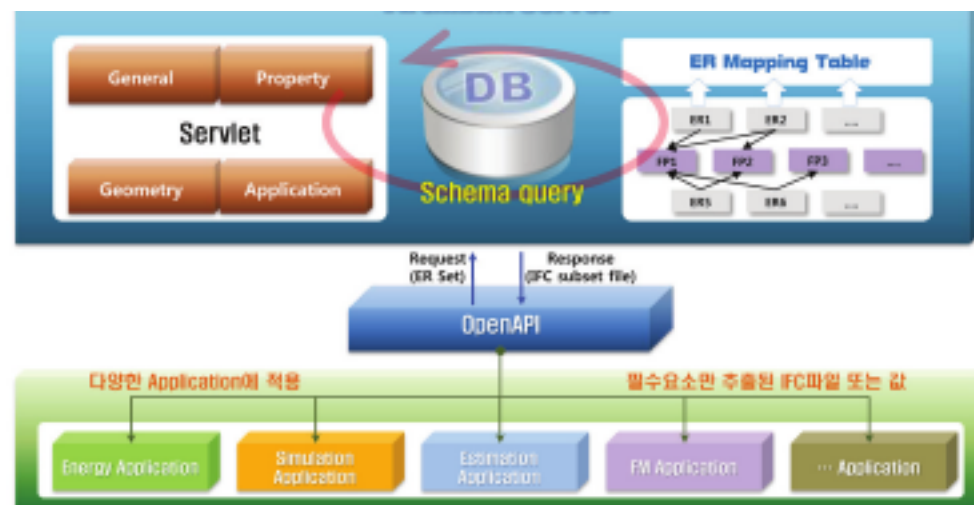 General
Property
Servlet
Geometry
Application
DB
Schema query
ER Mapping Table
ER1
ER2
....
FP1
FP2
FP3
....
ER5
ER6
....
Request
(ER Set)
Response
(IFC subset file)
OpenAPI
다양한 Application에 적용
필수요소만 추출된 IFC파일 또는 값
Energy Application
Simulation
Application
Estimation
Application
FM Application
... Application